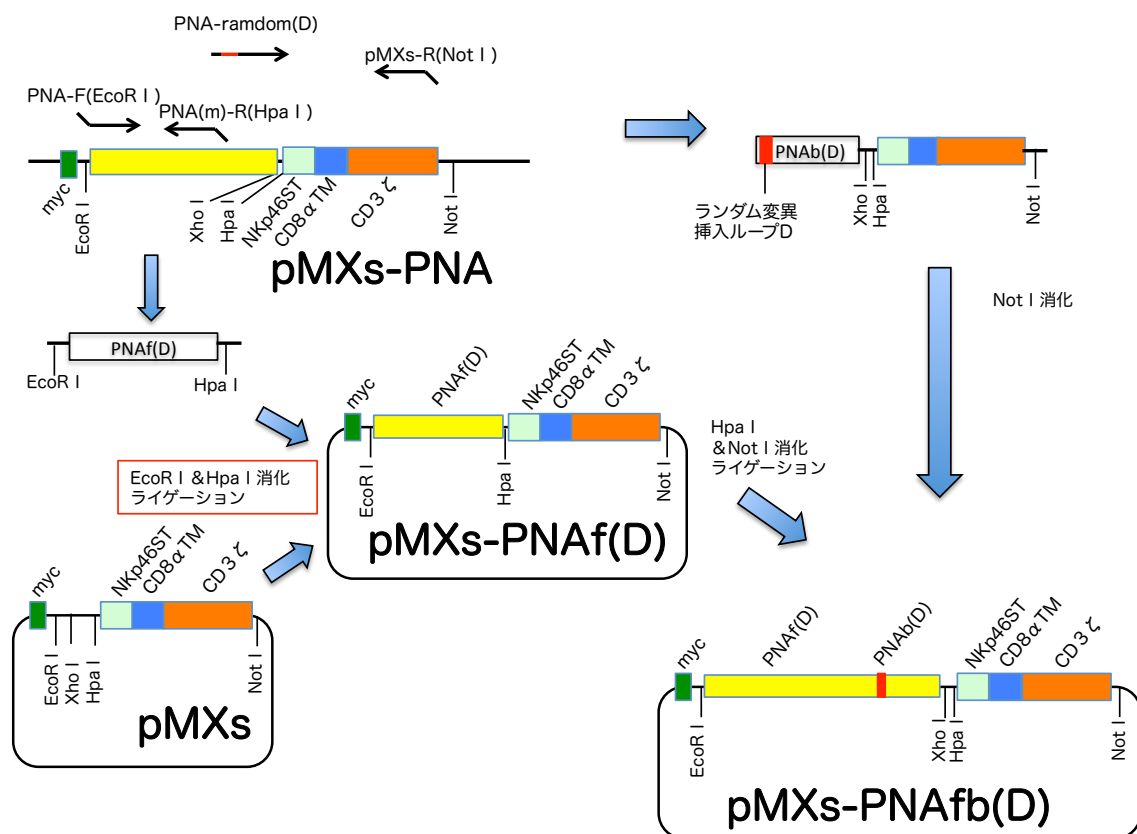 PNA-ramdom(D)
pMXs-R(Not I)
PNA-F(EcoR I)
PNA(m)-R(Hpa I)
myc
EcoR I
Xho I
Hpa I
NKp46ST
CD8αTM
CD3ζ
Not I
pMXs-PNA
PNAb(D)
ランダム変異
挿入ループD
Xho I
Hpa I
Not I
Not I 消化
PNAf(D)
EcoR I
Hpa I
EcoR I &Hpa I 消化
ライゲーション
myc
PNAf(D)
NKp46ST
CD8αTM
CD3ζ
EcoR I
Hpa I
Not I
pMXs-PNAf(D)
Hpa I
&Not I 消化
ライゲーション
myc
NKp46ST
CD8αTM
CD3ζ
EcoR I
Xho I
Hpa I
Not I
pMXs
myc
PNAf(D)
PNAb(D)
NKp46ST
CD8αTM
CD3ζ
EcoR I
Xho I
Hpa I
Not I
pMXs-PNAfb(D)